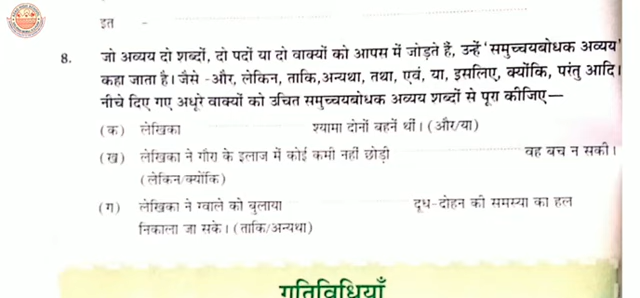 इत -
8. जो अव्यय दो शब्दों, दो पदों या दो वाक्यों को आपस में जोड़ते हैं, उन्हें 'समुच्चयबोधक अव्यय'
कहा जाता है। जैसे -और, लेकिन, ताकि,अन्यथा, तथा, एवं, या, इसलिए, क्योंकि, परंतु आदि।
नीचे दिए गए अधूरे वाक्यों को उचित समुच्चयबोधक अव्यय शब्दों से पूरा कीजिए—
(क) लेखिका श्यामा दोनों बहनें थीं। (और/या)
(ख) लेखिका ने गौरा के इलाज में कोई कमी नहीं छोड़ी वह बच न सकी।
(लेकिन/क्योंकि)
(ग) लेखिका ने ग्वाले को बुलाया दूध-दोहन की समस्या का हल
निकाला जा सके। (ताकि/अन्यथा)
गतिविधियाँ